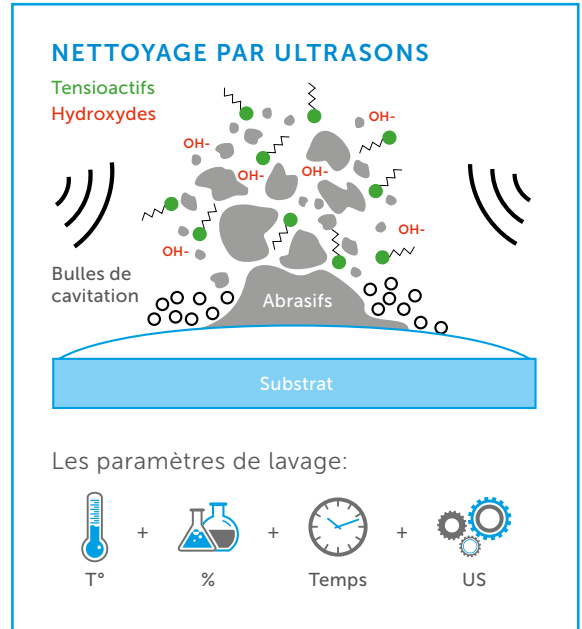 NETTOYAGE PAR ULTRASONS
Tensioactifs
Hydroxydes
OH-
OH-
OH-
OH-
OH-
OH-
Bulles de
cavitation
Abrasifs
Substrat
Les paramètres de lavage:
+
+
+
T°
%
Temps
US